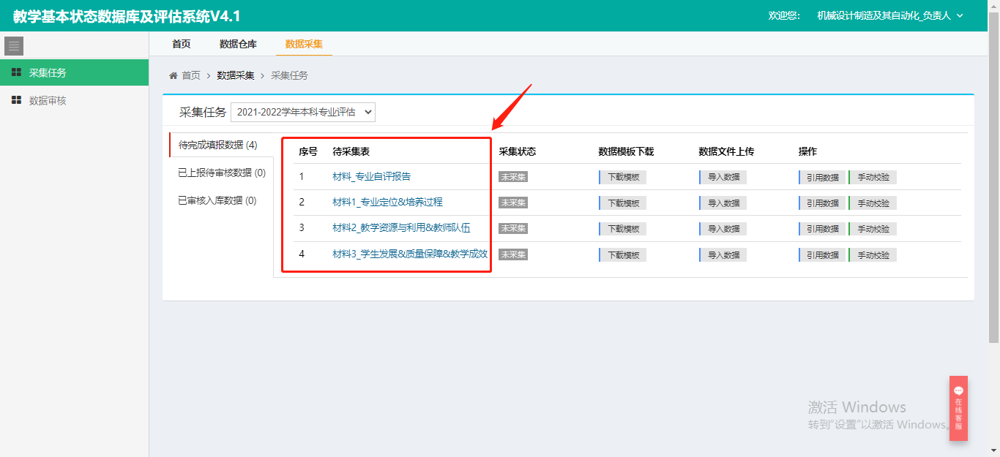 教学基本状态数据库及评估系统V4.1
欢迎您: 机械设计制造及其自动化_负责人
首页 数据仓库 数据采集
采集任务
数据审核
首页 > 数据采集 > 采集任务
采集任务 2021-2022学年本科专业评估
待完成填报数据 (4)
已上报待审核数据 (0)
已审核入库数据 (0)
序号 待采集表 采集状态 数据模板下载 数据文件上传 操作
1 材料_专业自评报告 未采集 下载模板 导入数据 引用数据 手动校验
2 材料1_专业定位&培养过程 未采集 下载模板 导入数据 引用数据 手动校验
3 材料2_教学资源与利用&教师队伍 未采集 下载模板 导入数据 引用数据 手动校验
4 材料3_学生发展&质量保障&教学成效 未采集 下载模板 导入数据 引用数据 手动校验
在线客服
激活 Windows
转到"设置"以激活 Windows。